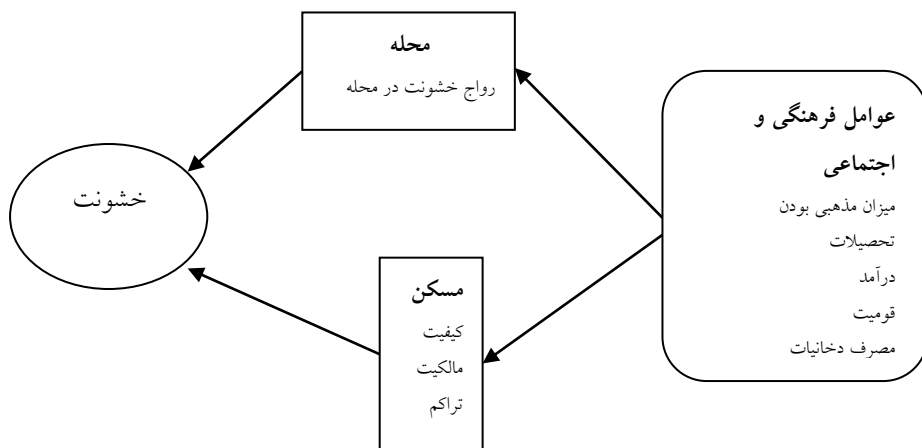 محله
رواج خشونت در محله
عوامل فرهنگی و
اجتماعی
میزان مذهبی بودن
تحصیلات
درآمد
قومیت
مصرف دخانیات
خشونت
مسکن
کیفیت
مالکیت
تراکم